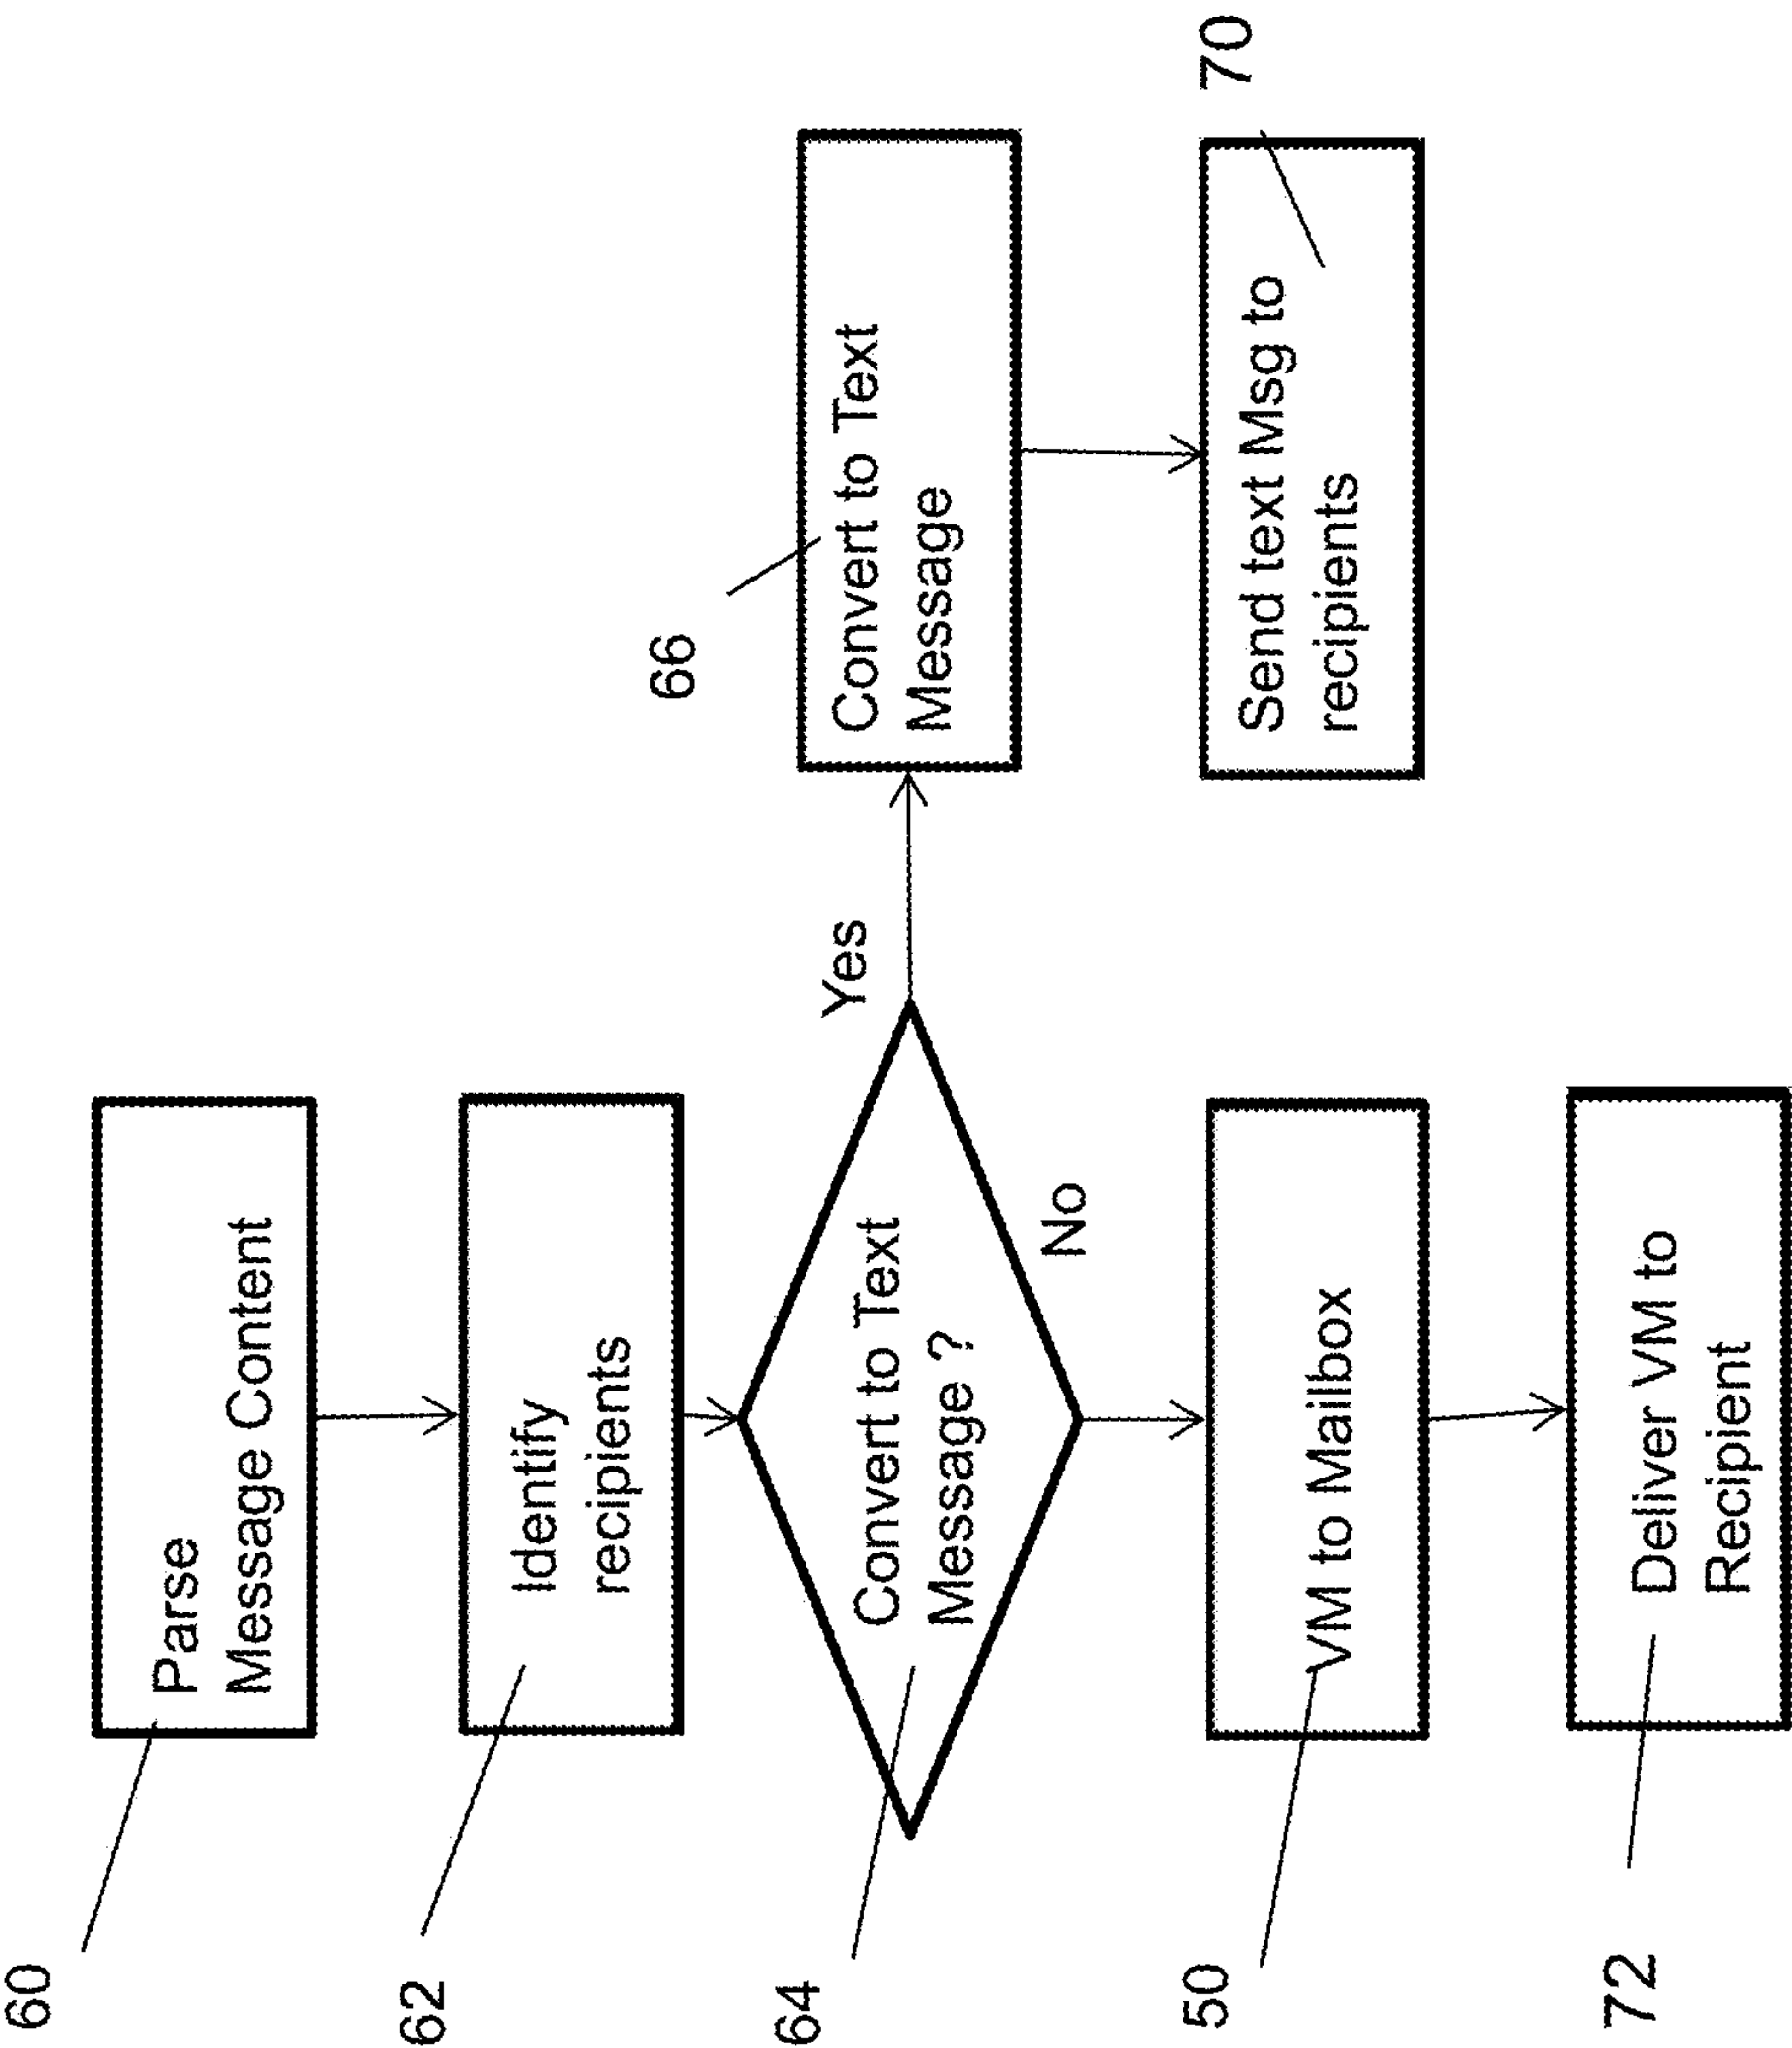 60
Parse
Message Content
62
Identify
recipients
64
Convert to Text
Message ?
Yes
No
66
Convert to Text
Message
70
Send text Msg to
recipients
50
VM to Mailbox
72
Deliver VM to
Recipient